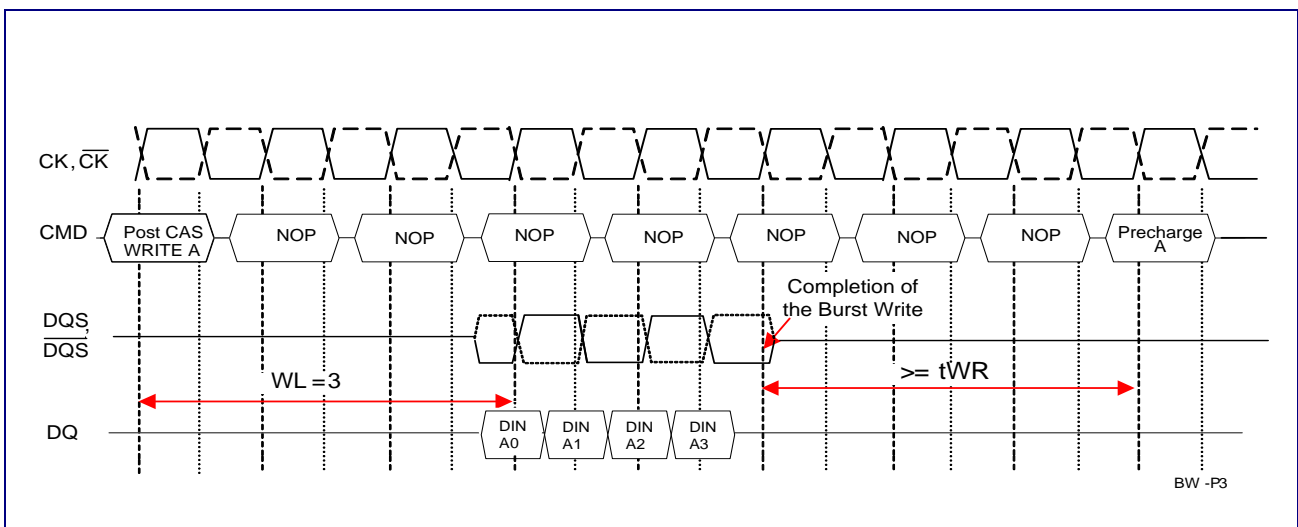 CK, CK
CMD
Post CAS
WRITE A
NOP
NOP
NOP
NOP
NOP
NOP
NOP
Precharge
A
Completion of
the Burst Write
DQS,
DQS
WL = 3
>= tWR
DQ
DIN
A0
DIN
A1
DIN
A2
DIN
A3
BW -P3